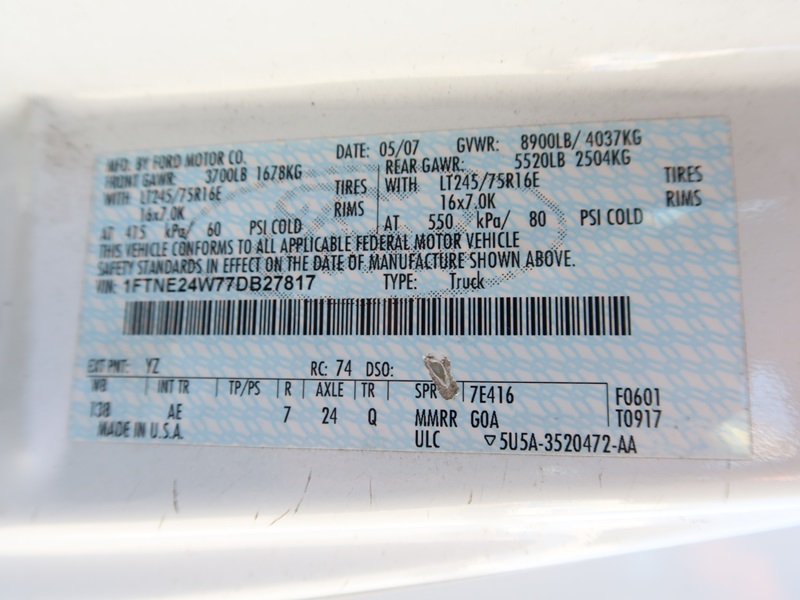 MFD. BY FORD MOTOR CO. DATE: 05/07 GVWR: 8900LB/ 4037KG
FRONT GAWR: 3700LB 1678KG REAR GAWR: 5520LB 2504KG
WITH LT245/75R16E TIRES WITH LT245/75R16E TIRES
16x7.0K RIMS 16x7.0K RIMS
AT 415 kPa/ 60 PSI COLD AT 550 kPa/ 80 PSI COLD
THIS VEHICLE CONFORMS TO ALL APPLICABLE FEDERAL MOTOR VEHICLE
SAFETY STANDARDS IN EFFECT ON THE DATE OF MANUFACTURE SHOWN ABOVE.
VIN: 1FTNE24W77DB27817 TYPE: Truck
EXT PNT: YZ RC: 74 DSO:
WB INT TR TP/PS R AXLE TR SPR 7E416 F0601
138 AE 7 24 Q MMRR G0A T0917
MADE IN U.S.A. ULC ▽5U5A-3520472-AA